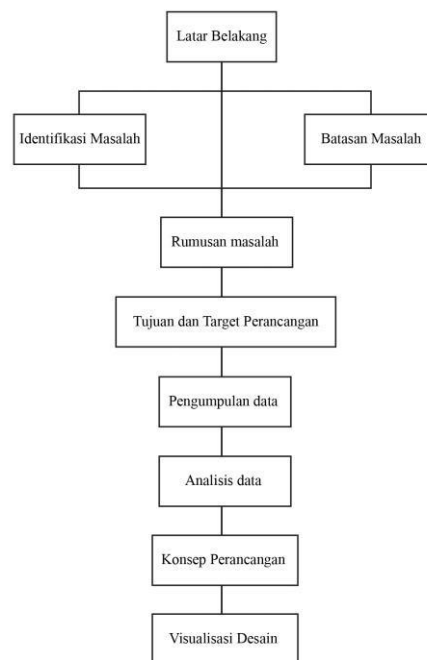 Latar Belakang
Identifikasi Masalah
Batasan Masalah
Rumusan masalah
Tujuan dan Target Perancangan
Pengumpulan data
Analisis data
Konsep Perancangan
Visualisasi Desain